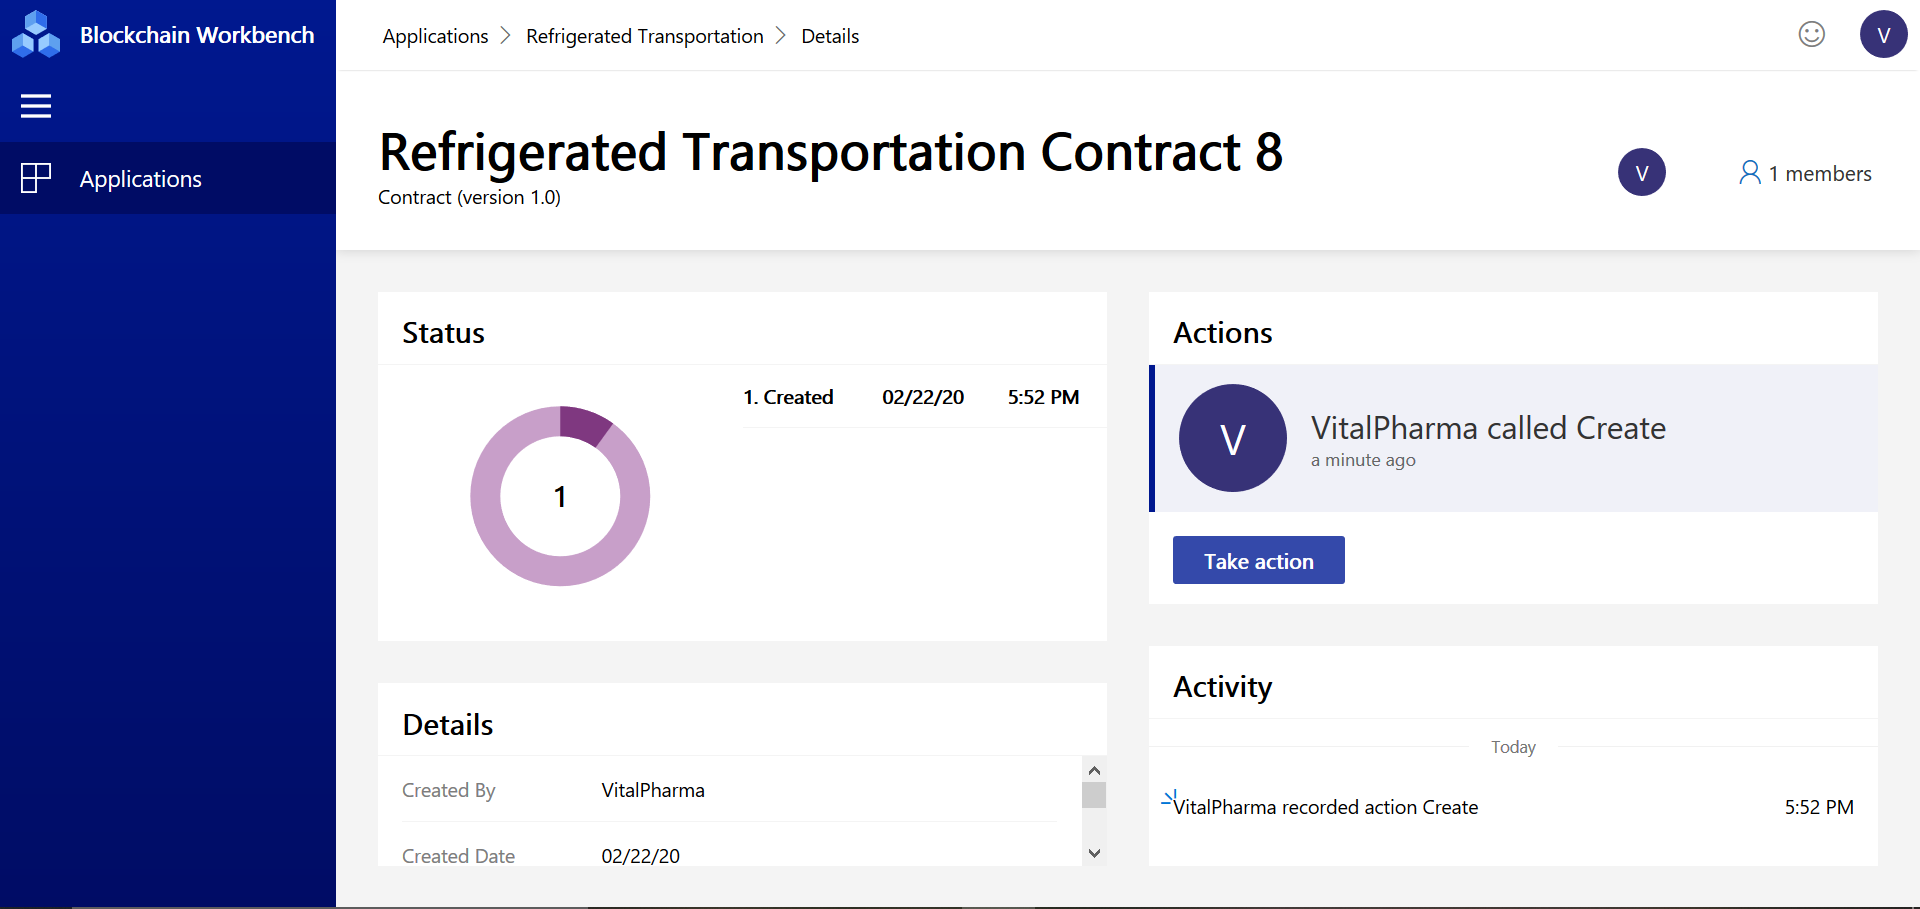 Blockchain Workbench
Applications
Applications Refrigerated Transportation Details
V
Refrigerated Transportation Contract 8
Contract (version 1.0)
V
1 members
Status
1. Created 02/22/20 5:52 PM
1
Actions
V
VitalPharma called Create
a minute ago
Take action
Details
Created By VitalPharma
Created Date 02/22/20
Activity
Today
VitalPharma recorded action Create 5:52 PM